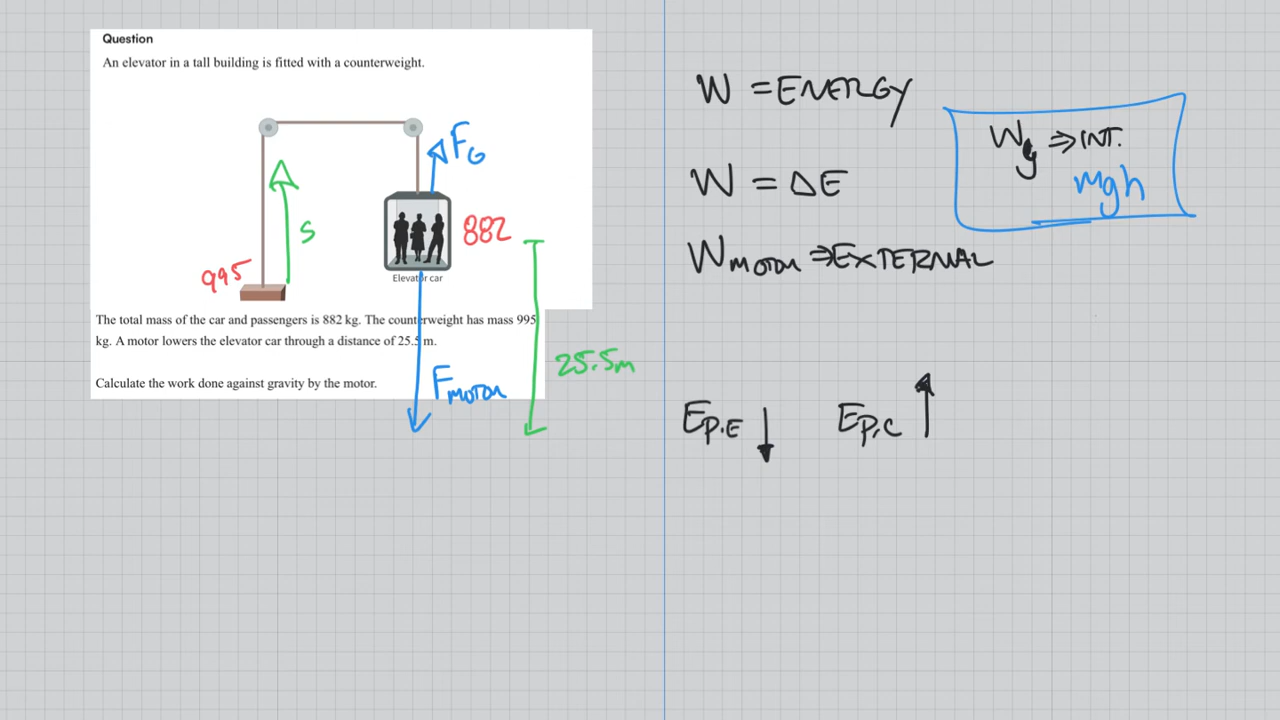 Question
An elevator in a tall building is fitted with a counterweight.
F_G
S
995
882
Elevator car
The total mass of the car and passengers is 882 kg. The counterweight has mass 995
kg. A motor lowers the elevator car through a distance of 25.5 m.
25.5m
Calculate the work done against gravity by the motor.
F_MOTOR
W = ENERGY
W_g ⇒ INT.
mgh
W = ΔE
W_MOTOR ⇒ EXTERNAL
E_P.E ↓ E_P,C ↑